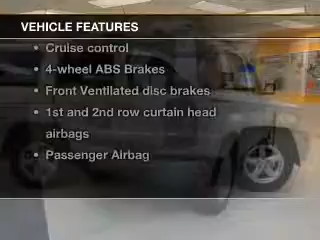 VEHICLE FEATURES
• Cruise control
• 4-wheel ABS Brakes
• Front Ventilated disc brakes
• 1st and 2nd row curtain head
airbags
• Passenger Airbag